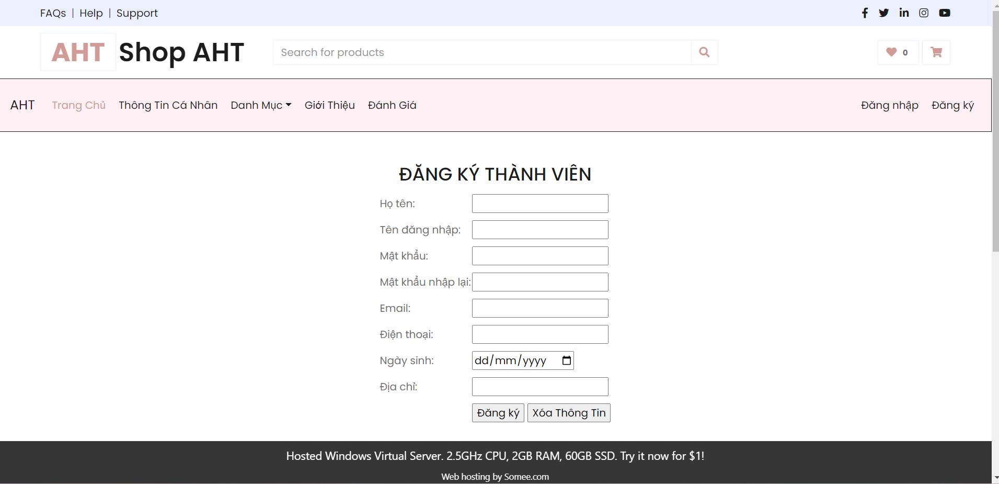 FAQs | Help | Support
AHT Shop AHT
Search for products
0
AHT Trang Chủ Thông Tin Cá Nhân Danh Mục Giới Thiệu Đánh Giá Đăng nhập Đăng ký
ĐĂNG KÝ THÀNH VIÊN
Họ tên:
Tên đăng nhập:
Mật khẩu:
Mật khẩu nhập lại:
Email:
Điện thoại:
Ngày sinh: dd/mm/yyyy
Địa chỉ:
Đăng ký Xóa Thông Tin
Hosted Windows Virtual Server. 2.5GHz CPU, 2GB RAM, 60GB SSD. Try it now for $1!
Web hosting by Somee.com